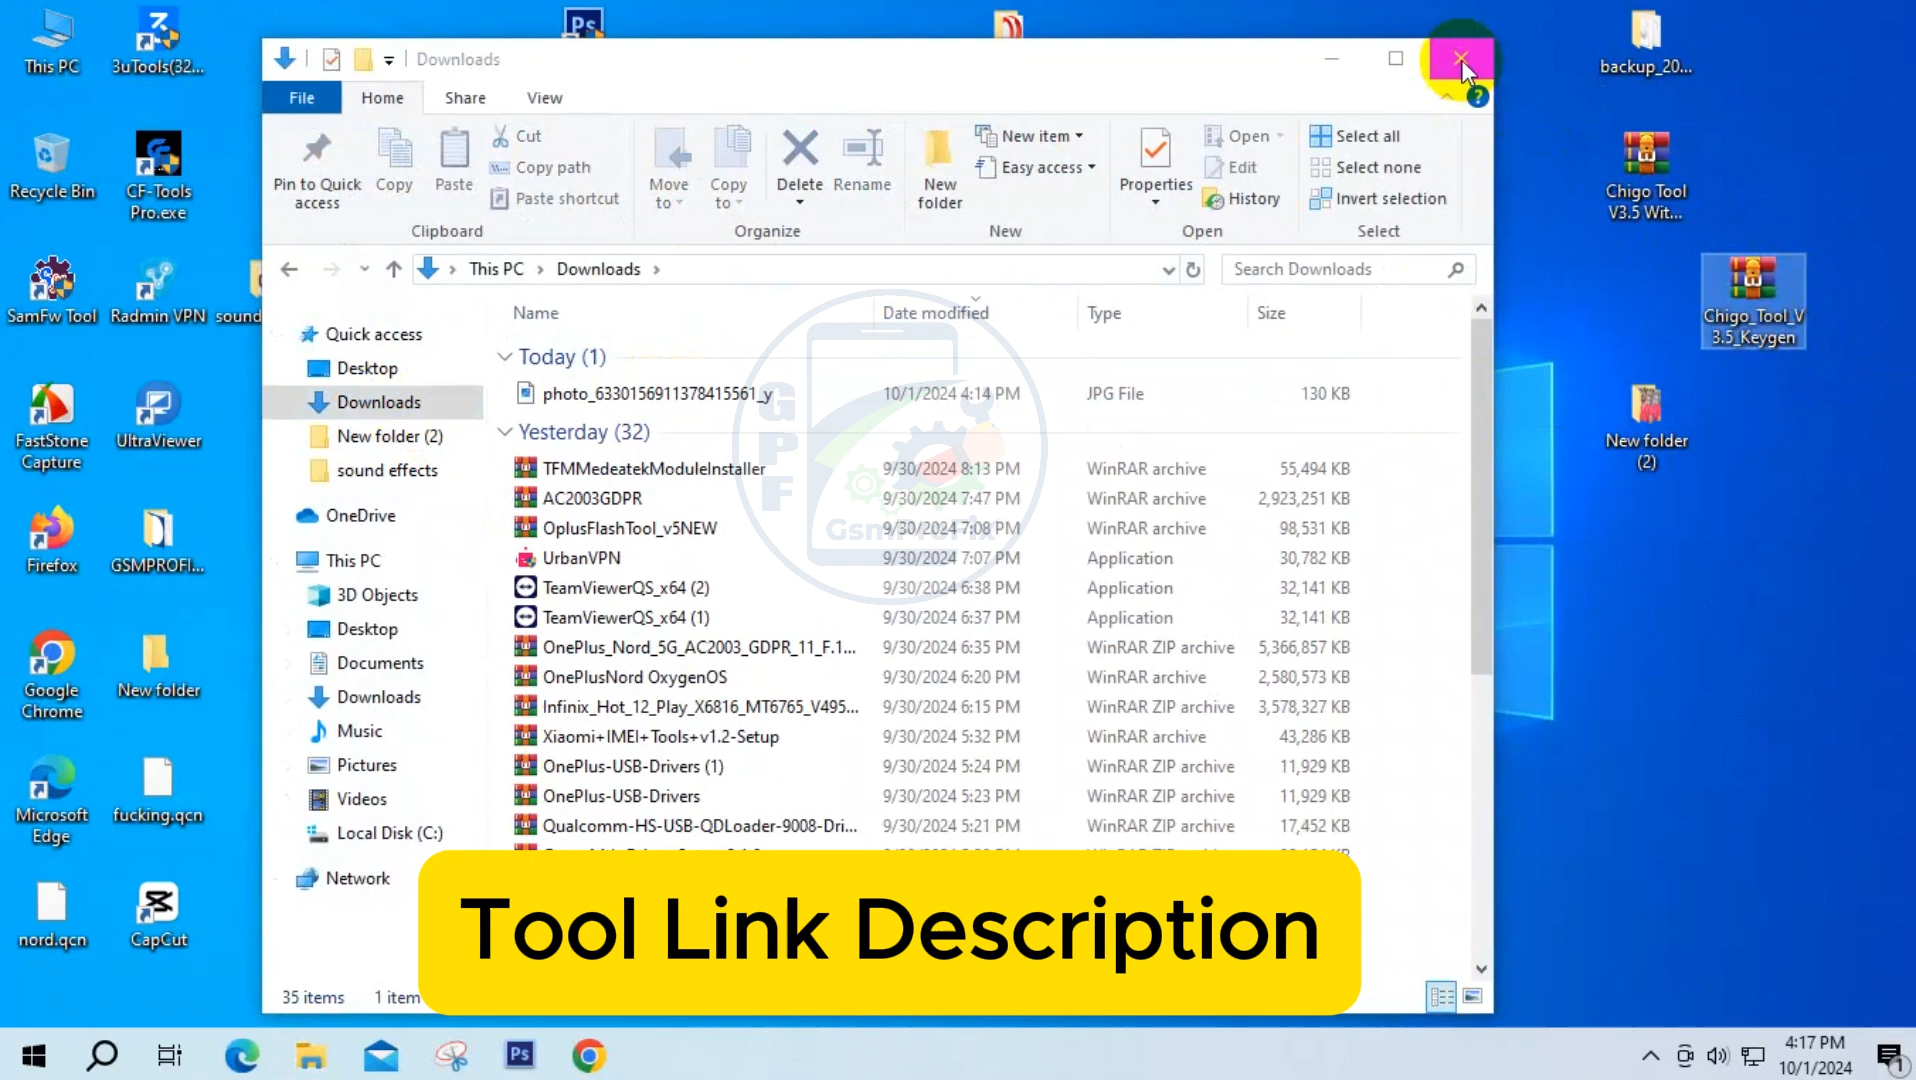 This PC
3uTools(32...
Ps
backup_20...
Recycle Bin
CF-Tools
Pro.exe
Chigo Tool
V3.5 Wit...
SamFw Tool
Radmin VPN
sound
Chigo_Tool_V
3.5_Keygen
FastStone
Capture
UltraViewer
New folder
(2)
Firefox
GSMPROFI...
Google
Chrome
New folder
Microsoft
Edge
fucking.qcn
nord.qcn
CapCut
Downloads
File
Home
Share
View
Pin to Quick
access
Copy
Paste
Cut
Copy path
Paste shortcut
Clipboard
Move
to
Copy
to
Delete
Rename
Organize
New
folder
New item
Easy access
New
Properties
Open
Edit
History
Open
Select all
Select none
Invert selection
Select
This PC > Downloads >
Search Downloads
Quick access
Desktop
Downloads
New folder (2)
sound effects
OneDrive
This PC
3D Objects
Desktop
Documents
Downloads
Music
Pictures
Videos
Local Disk (C:)
Network
Name Date modified Type Size
Today (1)
photo_6330156911378415561_y 10/1/2024 4:14 PM JPG File 130 KB
Yesterday (32)
TFMMedeatekModuleInstaller 9/30/2024 8:13 PM WinRAR archive 55,494 KB
AC2003GDPR 9/30/2024 7:47 PM WinRAR archive 2,923,251 KB
OplusFlashTool_v5NEW 9/30/2024 7:08 PM WinRAR archive 98,531 KB
UrbanVPN 9/30/2024 7:07 PM Application 30,782 KB
TeamViewerQS_x64 (2) 9/30/2024 6:38 PM Application 32,141 KB
TeamViewerQS_x64 (1) 9/30/2024 6:37 PM Application 32,141 KB
OnePlus_Nord_5G_AC2003_GDPR_11_F.1... 9/30/2024 6:35 PM WinRAR ZIP archive 5,366,857 KB
OnePlusNord OxygenOS 9/30/2024 6:20 PM WinRAR archive 2,580,573 KB
Infinix_Hot_12_Play_X6816_MT6765_V495... 9/30/2024 6:15 PM WinRAR ZIP archive 3,578,327 KB
Xiaomi+IMEI+Tools+v1.2-Setup 9/30/2024 5:32 PM WinRAR archive 43,286 KB
OnePlus-USB-Drivers (1) 9/30/2024 5:24 PM WinRAR ZIP archive 11,929 KB
OnePlus-USB-Drivers 9/30/2024 5:23 PM WinRAR ZIP archive 11,929 KB
Qualcomm-HS-USB-QDLoader-9008-Dri... 9/30/2024 5:21 PM WinRAR ZIP archive 17,452 KB
GPF
GsmProFix
Tool Link Description
35 items 1 item
Ps
4:17 PM
10/1/2024
1